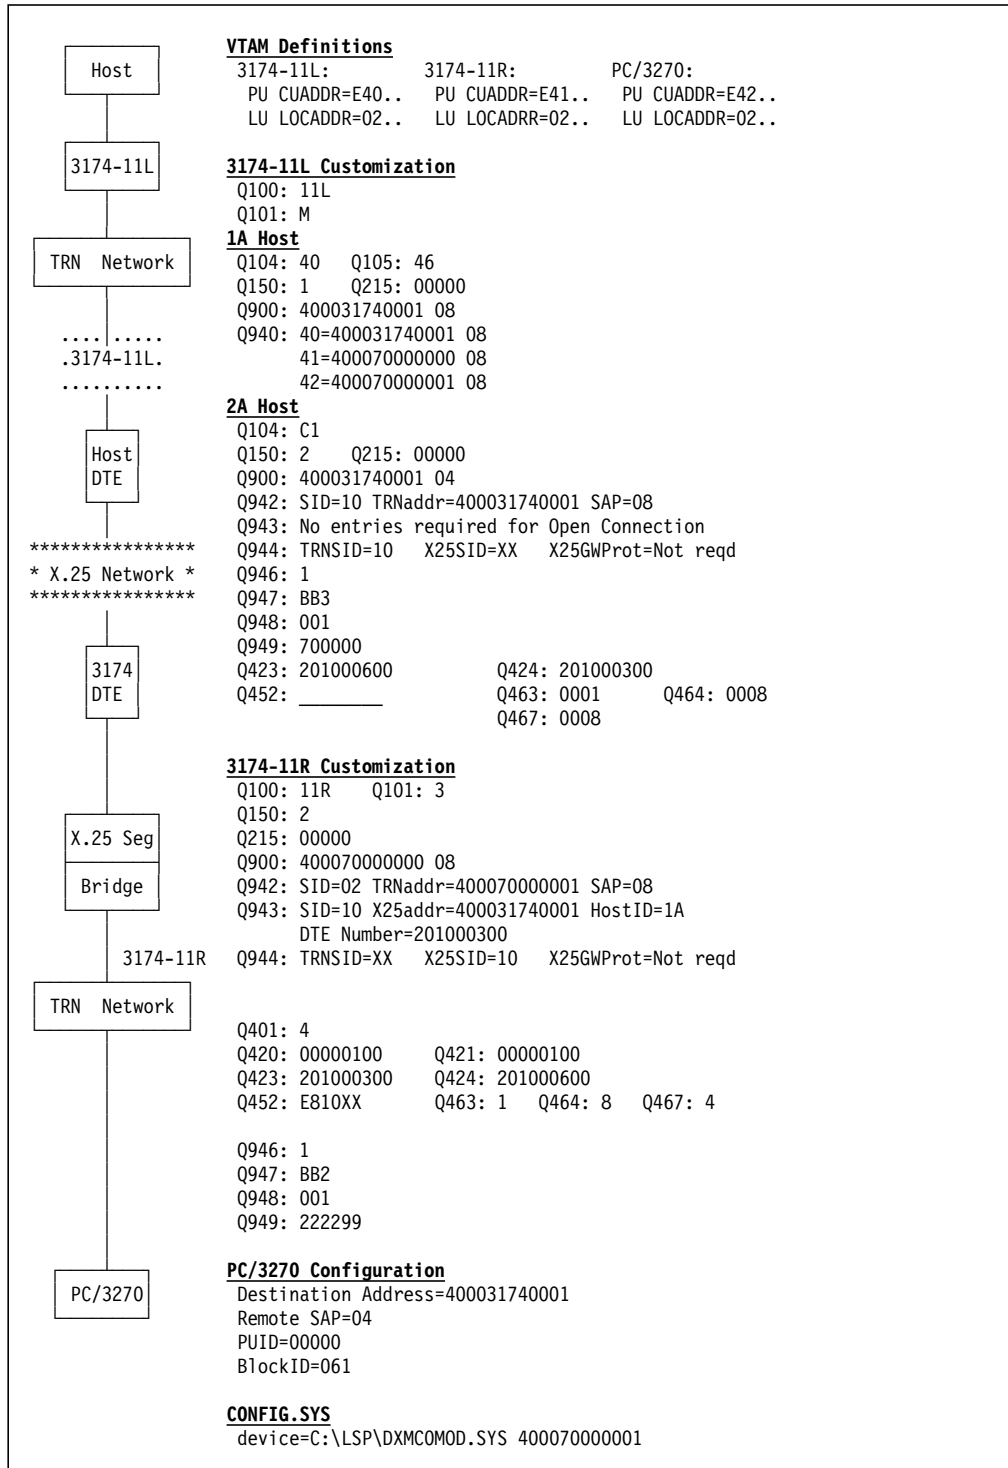 VTAM Definitions
Host 3174-11L: 3174-11R: PC/3270:
PU CUADDR=E40.. PU CUADDR=E41.. PU CUADDR=E42..
LU LOCADDR=02.. LU LOCADRR=02.. LU LOCADDR=02..
3174-11L 3174-11L Customization
Q100: 11L
Q101: M
1A Host
TRN Network Q104: 40 Q105: 46
Q150: 1 Q215: 00000
Q900: 400031740001 08
....|..... Q940: 40=400031740001 08
.3174-11L. 41=400070000000 08
.......... 42=400070000001 08
2A Host
Q104: C1
Host Q150: 2 Q215: 00000
DTE Q900: 400031740001 04
Q942: SID=10 TRNaddr=400031740001 SAP=08
Q943: No entries required for Open Connection
**************** Q944: TRNSID=10 X25SID=XX X25GWProt=Not reqd
* X.25 Network * Q946: 1
**************** Q947: BB3
Q948: 001
Q949: 700000
3174 Q423: 201000600 Q424: 201000300
DTE Q452: ________ Q463: 0001 Q464: 0008
Q467: 0008
3174-11R Customization
Q100: 11R Q101: 3
Q150: 2
X.25 Seg Q215: 00000
Q900: 400070000000 08
Bridge Q942: SID=02 TRNaddr=400070000001 SAP=08
Q943: SID=10 X25addr=400031740001 HostID=1A
DTE Number=201000300
3174-11R Q944: TRNSID=XX X25SID=10 X25GWProt=Not reqd
TRN Network
Q401: 4
Q420: 00000100 Q421: 00000100
Q423: 201000300 Q424: 201000600
Q452: E810XX Q463: 1 Q464: 8 Q467: 4
Q946: 1
Q947: BB2
Q948: 001
Q949: 222299
PC/3270 Configuration
PC/3270 Destination Address=400031740001
Remote SAP=04
PUID=00000
BlockID=061
CONFIG.SYS
device=C:\LSP\DXMCOMOD.SYS 400070000001